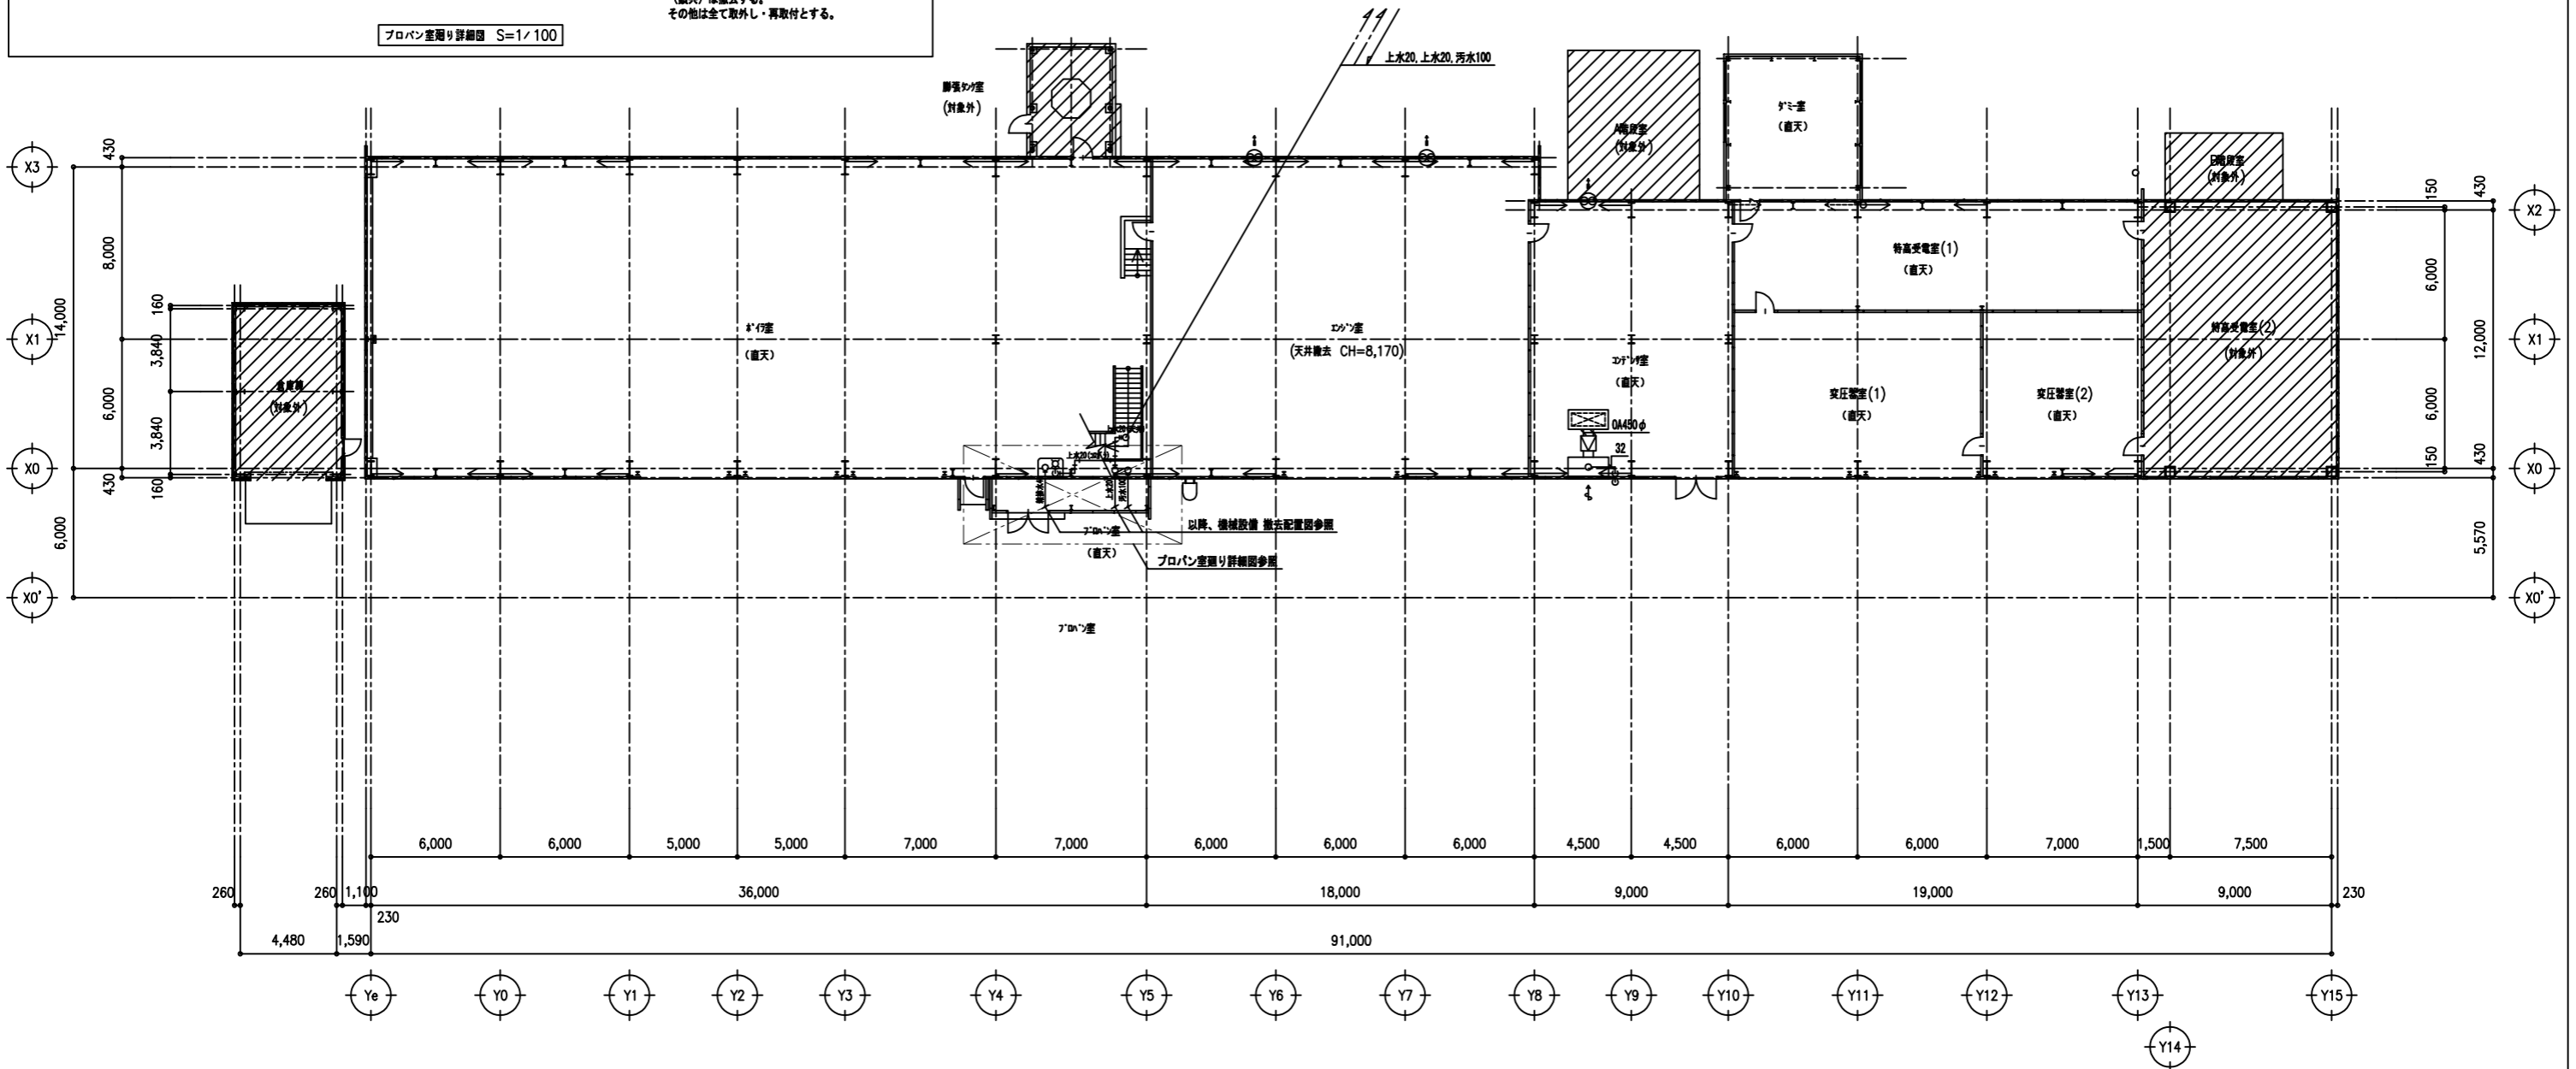 その他は全て取外し・再取付とする。
プロパン室廻り詳細図 S=1/100
上水20, 上水20, 汚水100
膨張タンク室
(対象外)
A階段室
(対象外)
ダミー室
(直天)
B階段室
(対象外)
X3
X2
430
8,000
14,000
160
3,840
3,840
6,000
430
160
6,000
X1
X0
X0'
150
430
6,000
12,000
6,000
150
430
5,570
X1
X0
X0'
倉庫棟
(対象外)
ボイラ室
(直天)
エンジン室
(天井撤去 CH=8,170)
コンデンサ室
(直天)
OA450φ
32
特高受電室(1)
(直天)
変圧器室(1)
(直天)
変圧器室(2)
(直天)
特高受電室(2)
(対象外)
上水20
汚水100
プロパン室
(直天)
以降、機械設備 撤去配置図参照
プロパン室廻り詳細図参照
プロパン室
6,000 6,000 5,000 5,000 7,000 7,000 6,000 6,000 6,000 4,500 4,500 6,000 6,000 7,000 1,500 7,500
260 260 1,100 36,000 18,000 9,000 19,000 9,000 230
230
4,480 1,590 91,000
Ye Y0 Y1 Y2 Y3 Y4 Y5 Y6 Y7 Y8 Y9 Y10 Y11 Y12 Y13 Y15
Y14